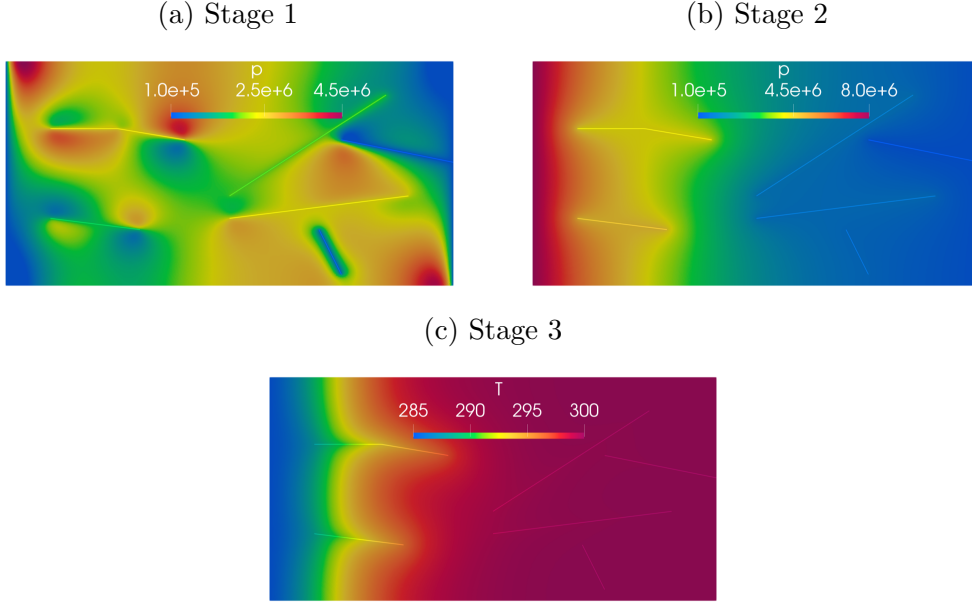 (a) Stage 1
p
1.0e+5 2.5e+6 4.5e+6
(b) Stage 2
p
1.0e+5 4.5e+6 8.0e+6
(c) Stage 3
T
285 290 295 300